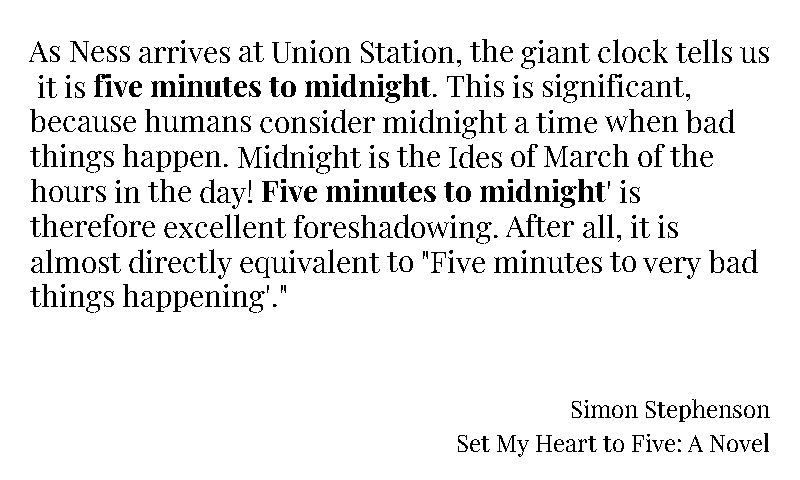 As Ness arrives at Union Station, the giant clock tells us
it is five minutes to midnight. This is significant,
because humans consider midnight a time when bad
things happen. Midnight is the Ides of March of the
hours in the day! Five minutes to midnight' is
therefore excellent foreshadowing. After all, it is
almost directly equivalent to "Five minutes to very bad
things happening'."
Simon Stephenson
Set My Heart to Five: A Novel